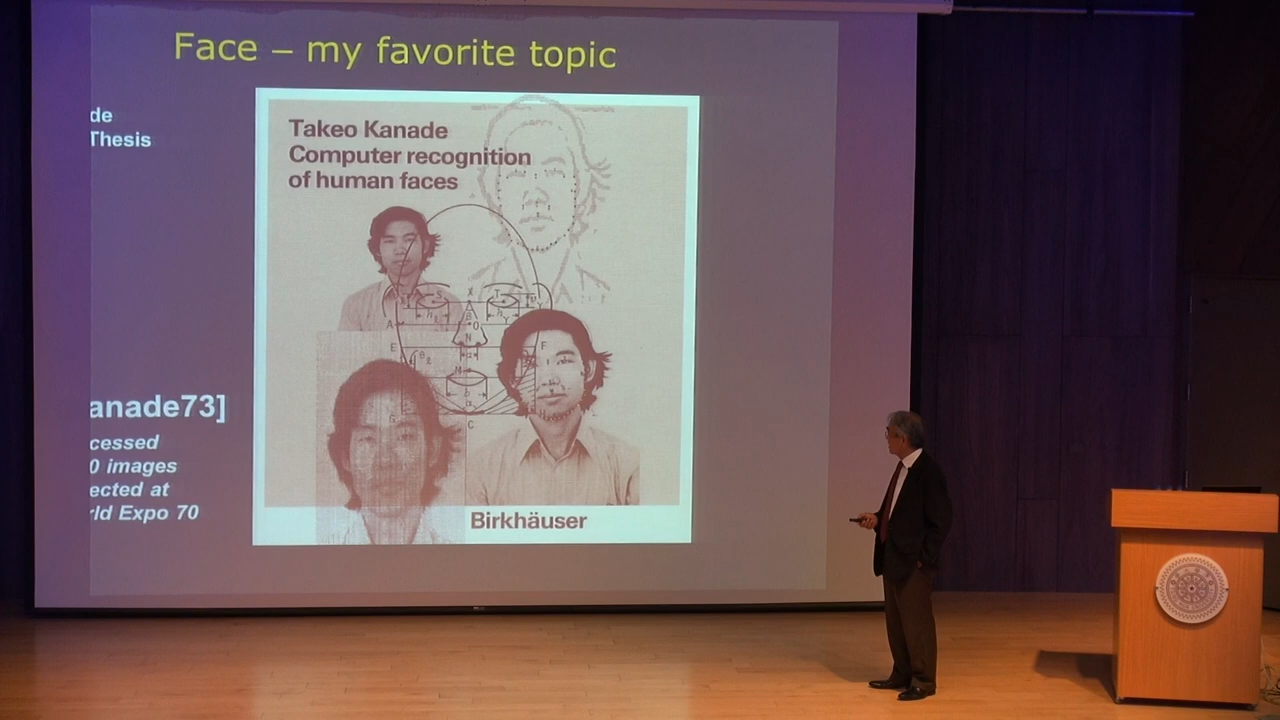 Face – my favorite topic
de
Thesis
Takeo Kanade
Computer recognition
of human faces
anade73]
cessed
0 images
ected at
rld Expo 70
Birkhäuser